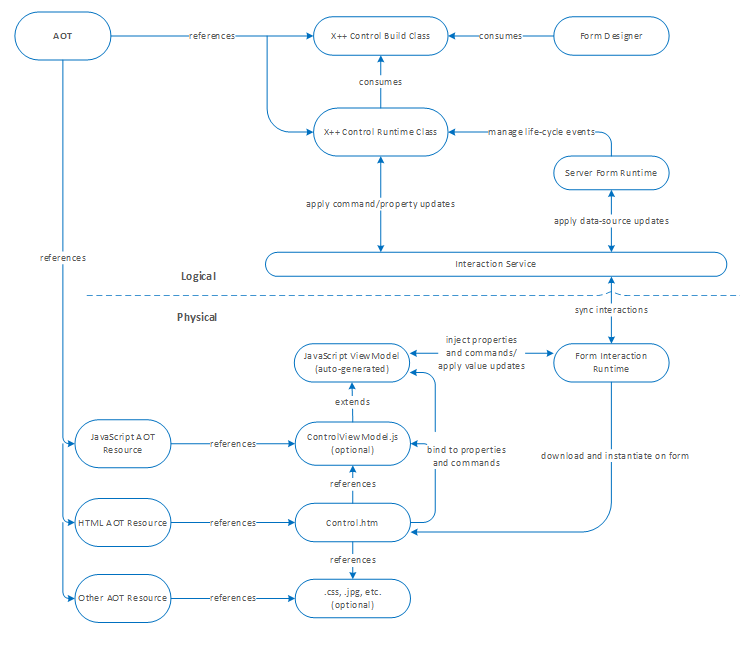 AOT
references
X++ Control Build Class
consumes
Form Designer
consumes
X++ Control Runtime Class
manage life-cycle events
Server Form Runtime
apply command/property updates
apply data-source updates
references
Interaction Service
Logical
Physical
sync interactions
JavaScript ViewModel
(auto-generated)
inject properties
and commands/
apply value updates
Form Interaction
Runtime
extends
JavaScript AOT
Resource
references
ControlViewModel.js
(optional)
bind to properties
and commands
download and instantiate on form
references
HTML AOT Resource
references
Control.htm
references
Other AOT Resource
references
.css, .jpg, etc.
(optional)